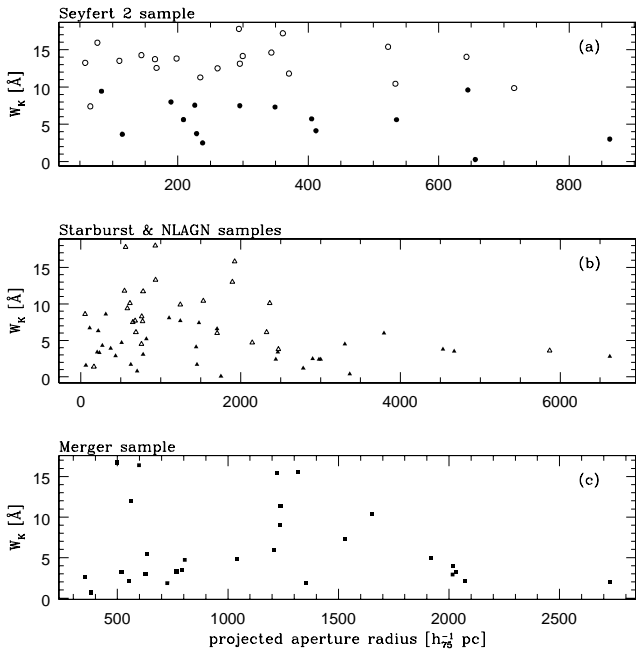 Seyfert 2 sample
(a)
15
10
5
0
W_K [Å]
200 400 600 800
Starburst & NLAGN samples
(b)
15
10
5
0
W_K [Å]
0 2000 4000 6000
Merger sample
(c)
15
10
5
0
W_K [Å]
500 1000 1500 2000 2500
projected aperture radius [h_75^-1 pc]